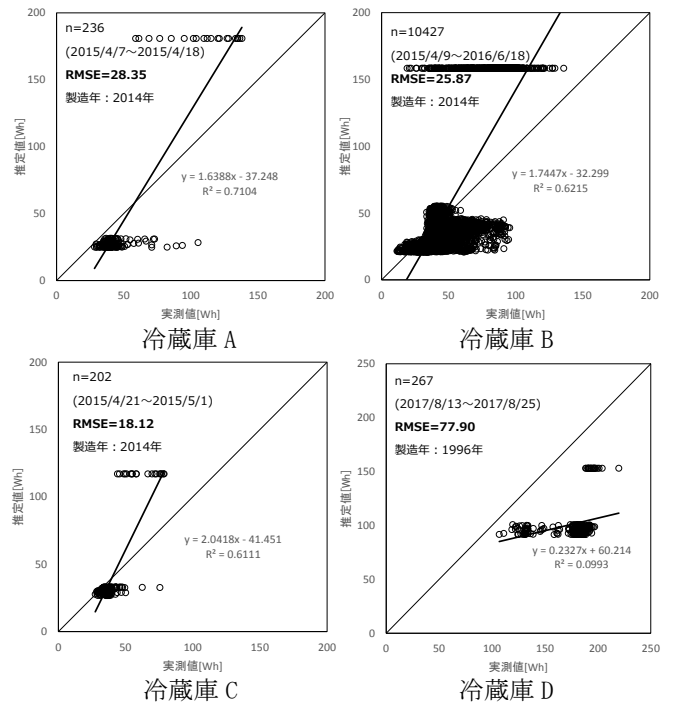 n=236
(2015/4/7～2015/4/18)
RMSE=28.35
製造年：2014年
y = 1.6388x - 37.248
R² = 0.7104
推定値[Wh]
200
150
100
50
0
0 50 100 150 200
実測値[Wh]
冷蔵庫 A
n=10427
(2015/4/9～2016/6/18)
RMSE=25.87
製造年：2014年
y = 1.7447x - 32.299
R² = 0.6215
推定値[Wh]
200
150
100
50
0
0 50 100 150 200
実測値[Wh]
冷蔵庫 B
n=202
(2015/4/21～2015/5/1)
RMSE=18.12
製造年：2014年
y = 2.0418x - 41.451
R² = 0.6111
推定値[Wh]
200
150
100
50
0
0 50 100 150 200
実測値[Wh]
冷蔵庫 C
n=267
(2017/8/13～2017/8/25)
RMSE=77.90
製造年：1996年
y = 0.2327x + 60.214
R² = 0.0993
推定値[Wh]
250
200
150
100
50
0
0 50 100 150 200 250
実測値[Wh]
冷蔵庫 D